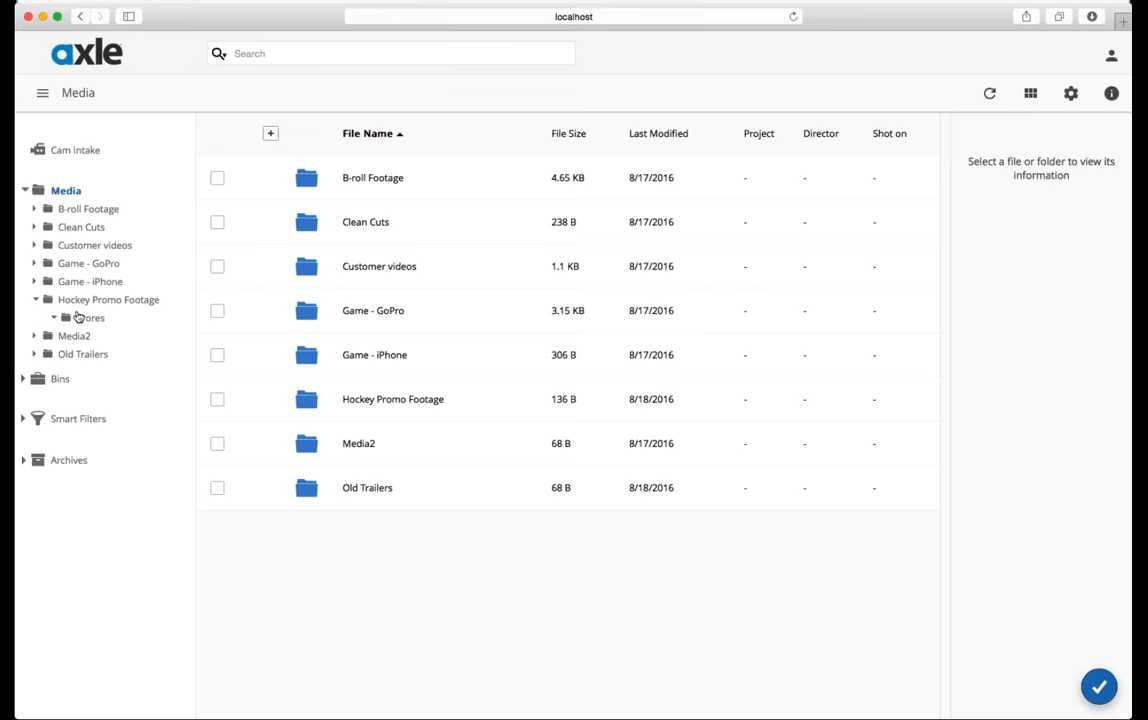 localhost
axle
Search
Media
Cam Intake
Media
B-roll Footage
Clean Cuts
Customer videos
Game - GoPro
Game - iPhone
Hockey Promo Footage
Media2
Old Trailers
Bins
Smart Filters
Archives
+ File Name File Size Last Modified Project Director Shot on
B-roll Footage 4.65 KB 8/17/2016 - - -
Clean Cuts 238 B 8/17/2016 - - -
Customer videos 1.1 KB 8/17/2016 - - -
Game - GoPro 3.15 KB 8/17/2016 - - -
Game - iPhone 306 B 8/17/2016 - - -
Hockey Promo Footage 136 B 8/18/2016 - - -
Media2 68 B 8/17/2016 - - -
Old Trailers 68 B 8/18/2016 - - -
Select a file or folder to view its
information